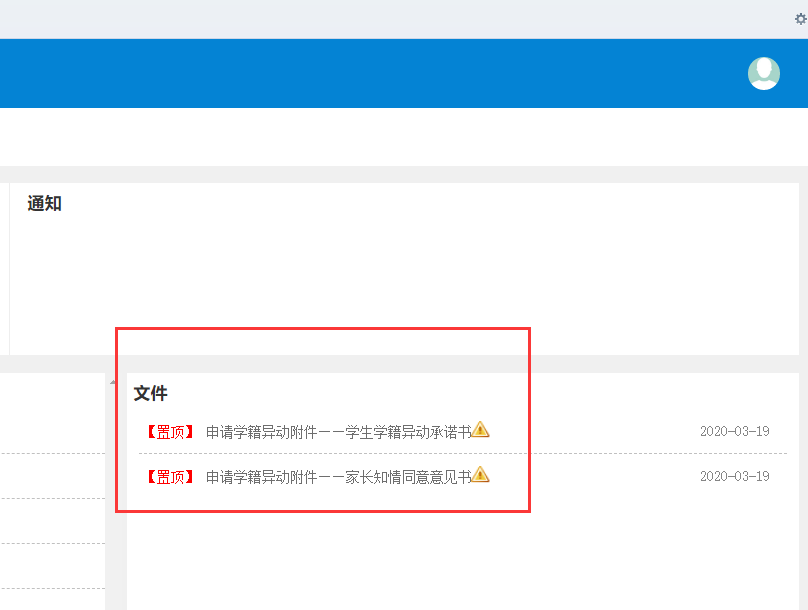 通知
文件
【置顶】 申请学籍异动附件——学生学籍异动承诺书 2020-03-19
【置顶】 申请学籍异动附件——家长知情同意意见书 2020-03-19